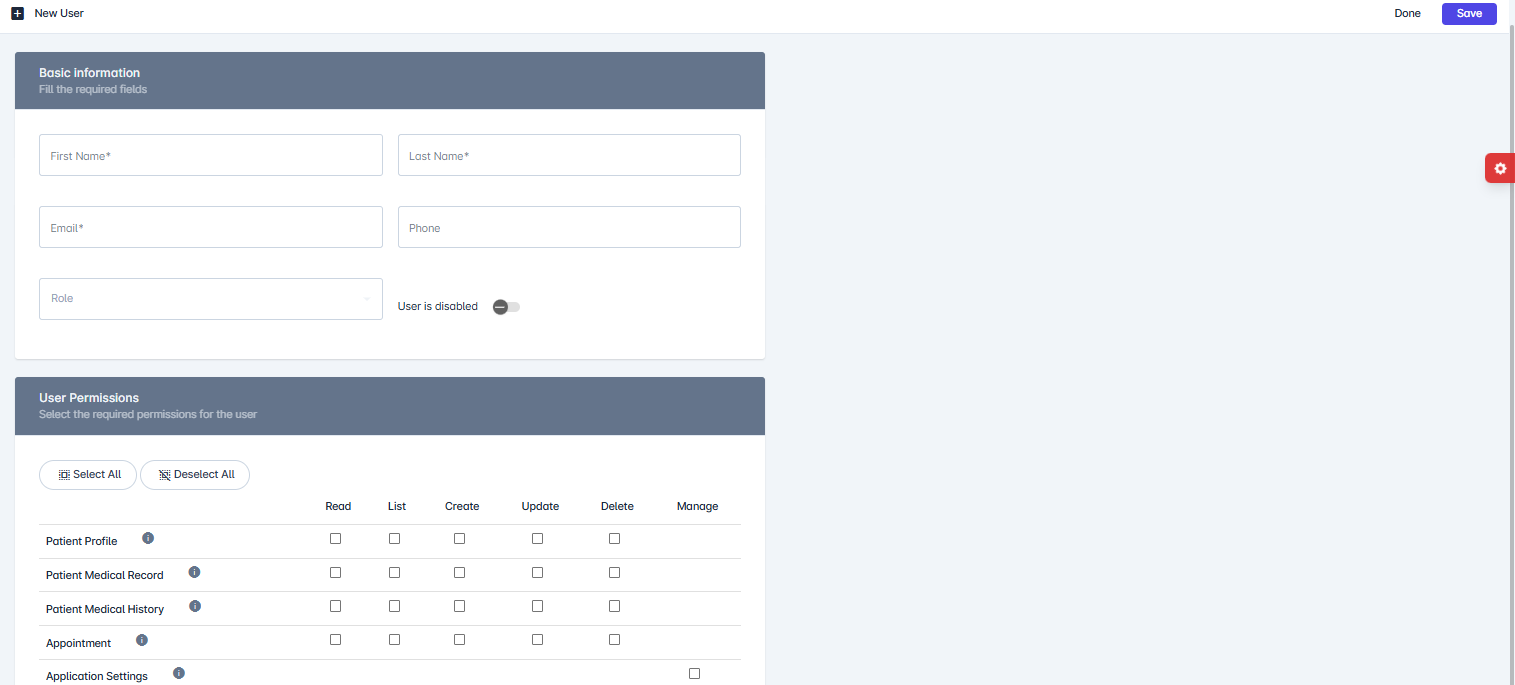 New User
Done
Save
Basic Information
Fill the required fields
First Name*
Last Name*
Email*
Phone
Role
User is disabled
User Permissions
Select the required permissions for the user
Select All
Deselect All
Read List Create Update Delete Manage
Patient Profile
Patient Medical Record
Patient Medical History
Appointment
Application Settings